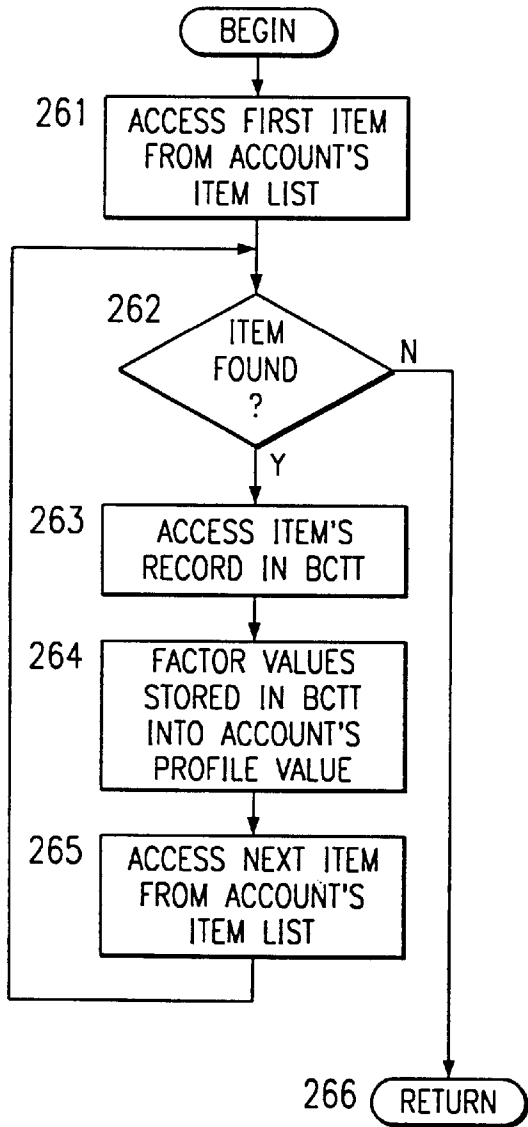 BEGIN
261
ACCESS FIRST ITEM
FROM ACCOUNT'S
ITEM LIST
262
ITEM
FOUND
?
N
Y
263
ACCESS ITEM'S
RECORD IN BCTT
264
FACTOR VALUES
STORED IN BCTT
INTO ACCOUNT'S
PROFILE VALUE
265
ACCESS NEXT ITEM
FROM ACCOUNT'S
ITEM LIST
266
RETURN